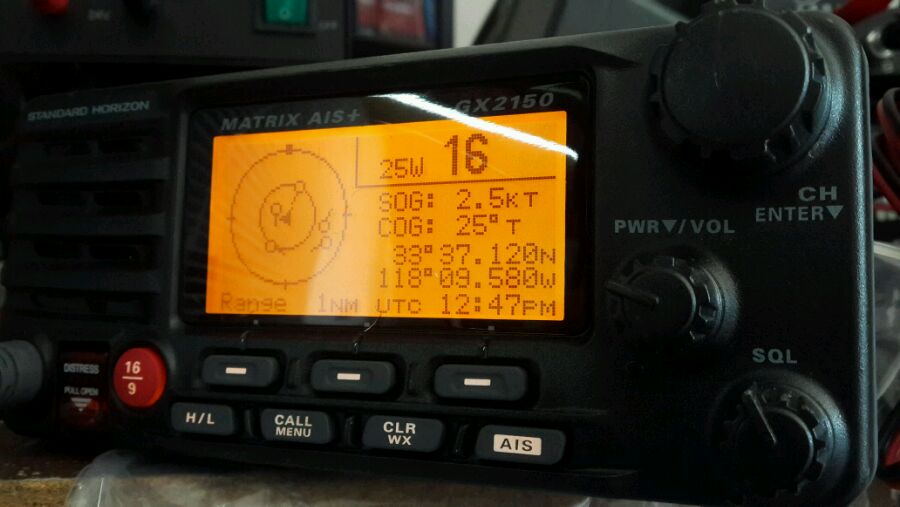 24V
OFF
STANDARD HORIZON
MATRIX AIS+
GX2150
25W 16
SOG: 2.5KT
COG: 25°T
33°37.120N
118°09.580W
Range 1NM UTC 12:47PM
CH
ENTER▼
PWR▼/VOL
SQL
DISTRESS
PULL OPEN
16
9
H/L
CALL
MENU
CLR
WX
AIS